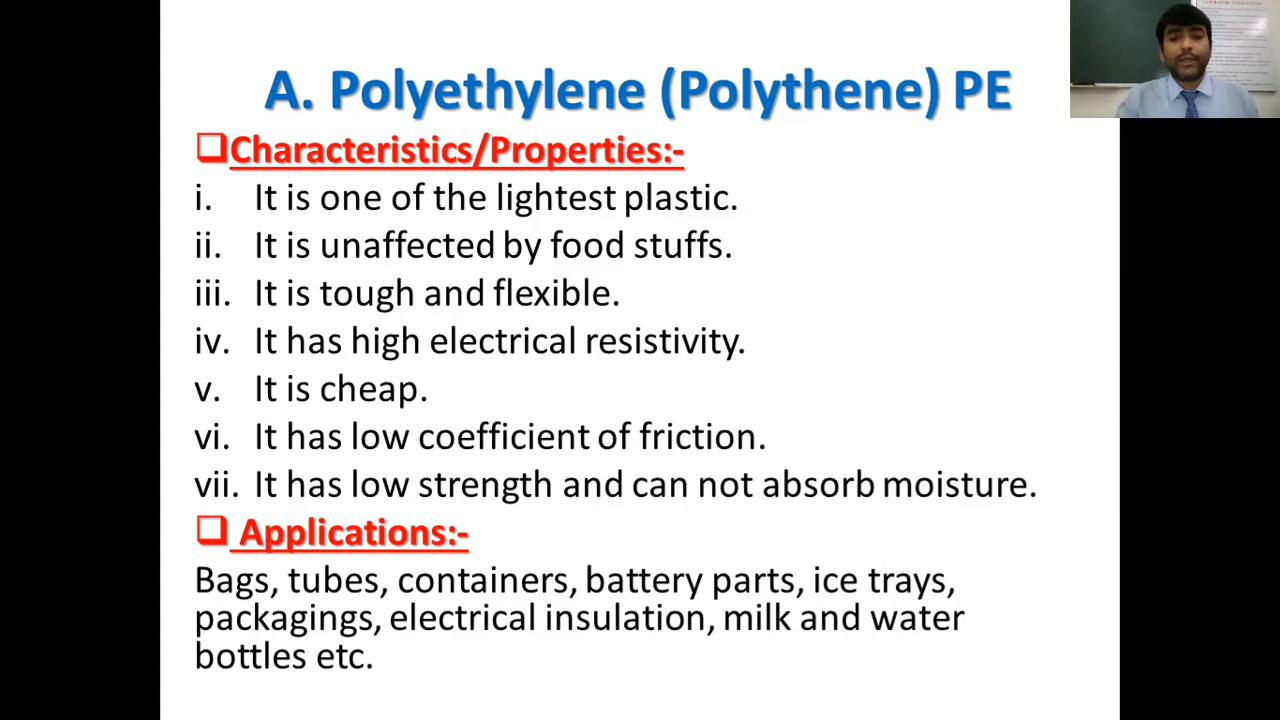 A. Polyethylene (Polythene) PE
Characteristics/Properties:-
i. It is one of the lightest plastic.
ii. It is unaffected by food stuffs.
iii. It is tough and flexible.
iv. It has high electrical resistivity.
v. It is cheap.
vi. It has low coefficient of friction.
vii. It has low strength and can not absorb moisture.
Applications:-
Bags, tubes, containers, battery parts, ice trays,
packagings, electrical insulation, milk and water
bottles etc.